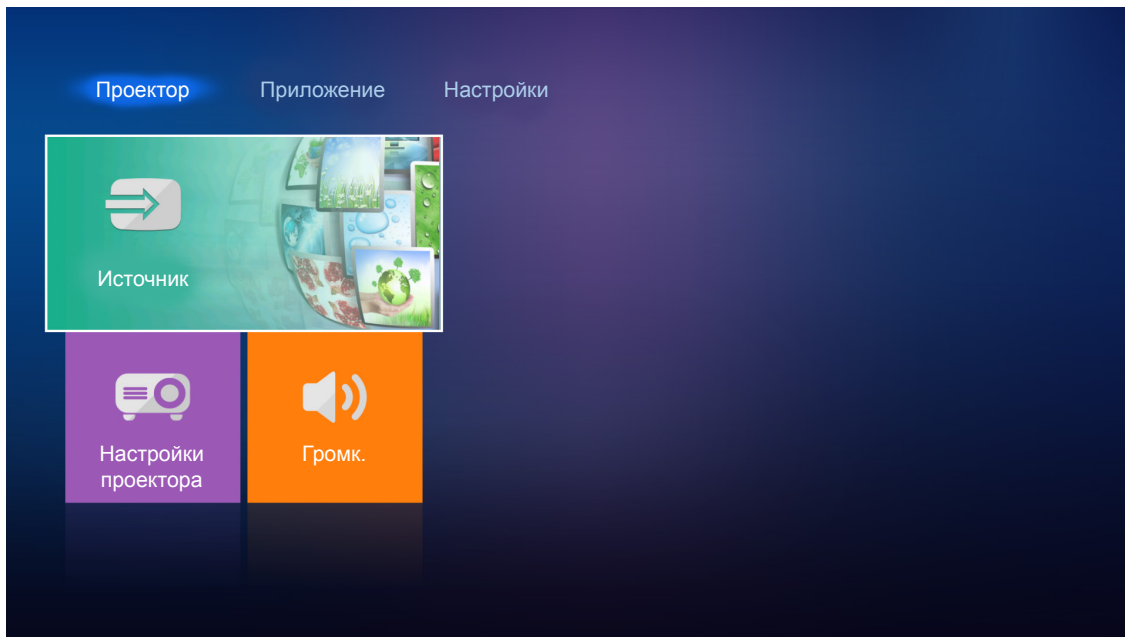 Проектор Приложение Настройки
Источник
Настройки Громк.
проектора